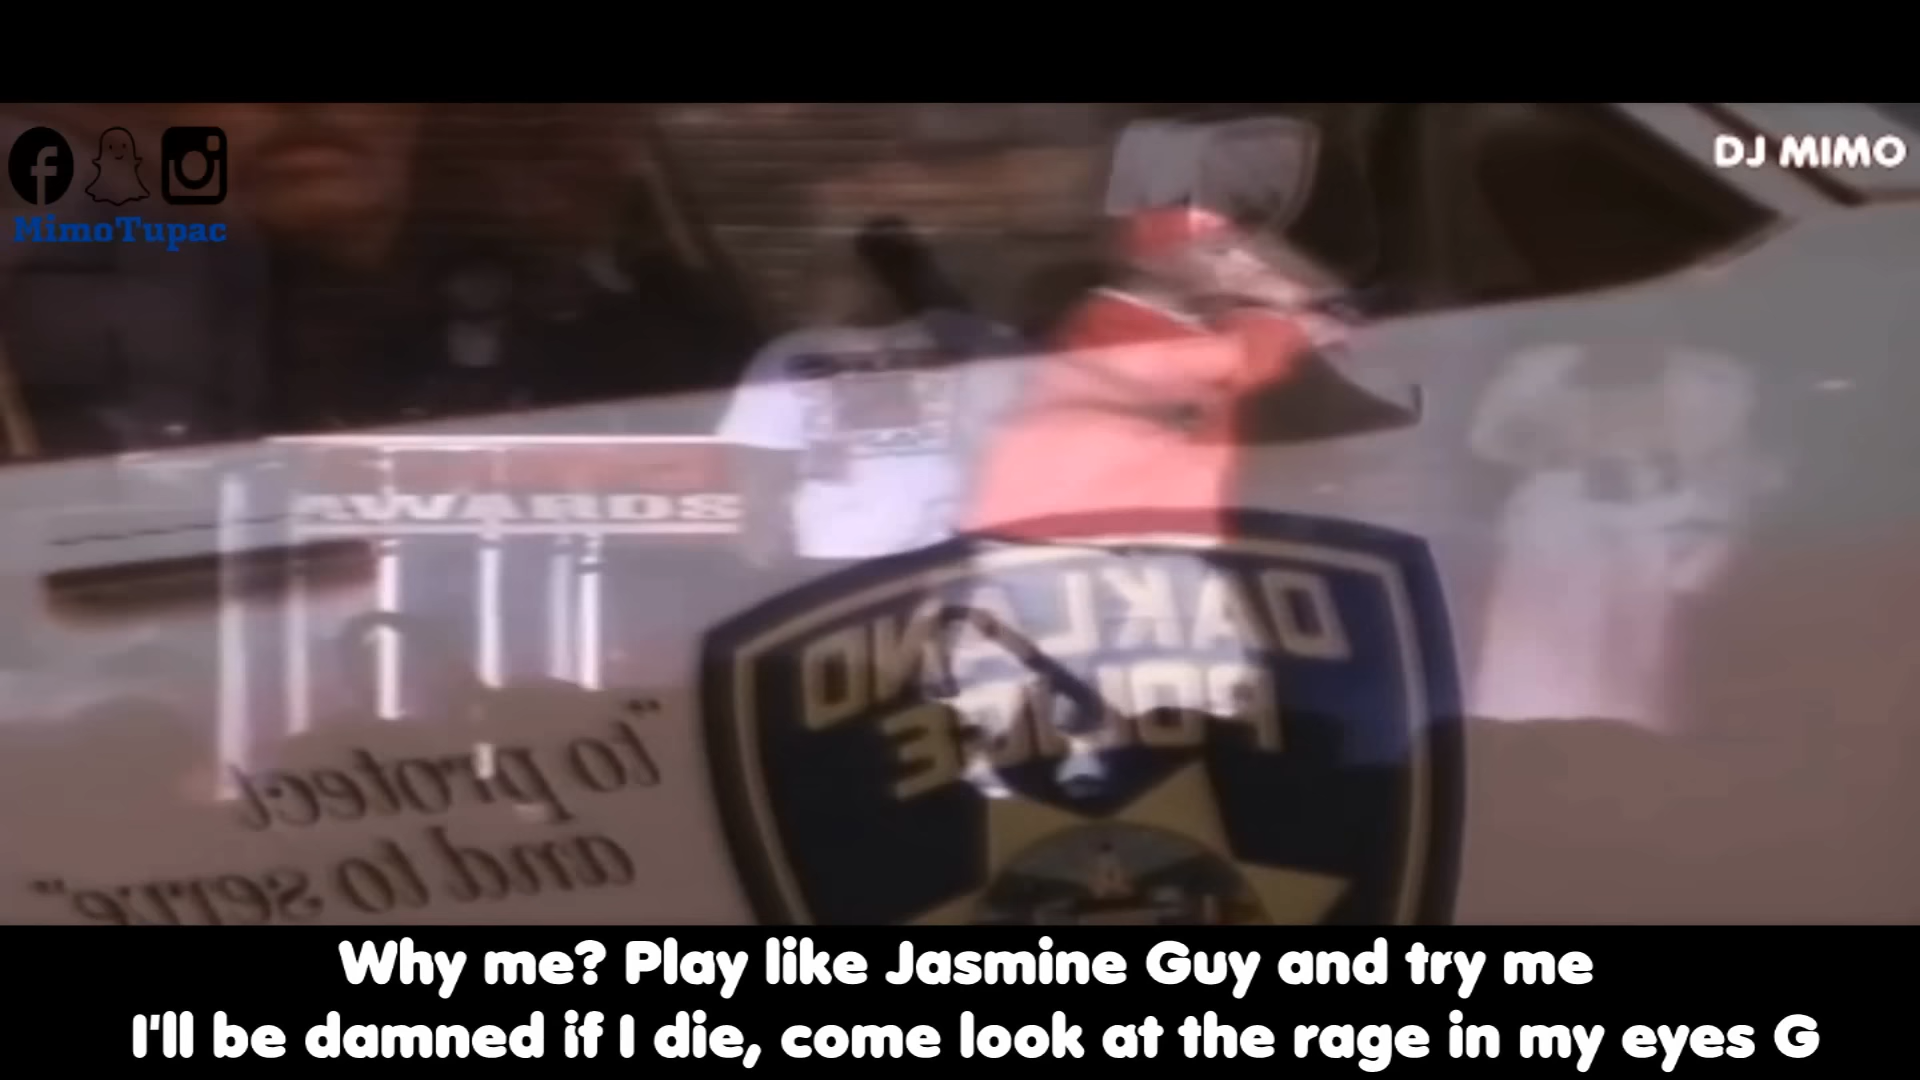 DJ MIMO
MimoTupac
AWARDS
OAKLAND
POLICE
"to protect
and to serve"
Why me? Play like Jasmine Guy and try me
I'll be damned if I die, come look at the rage in my eyes G